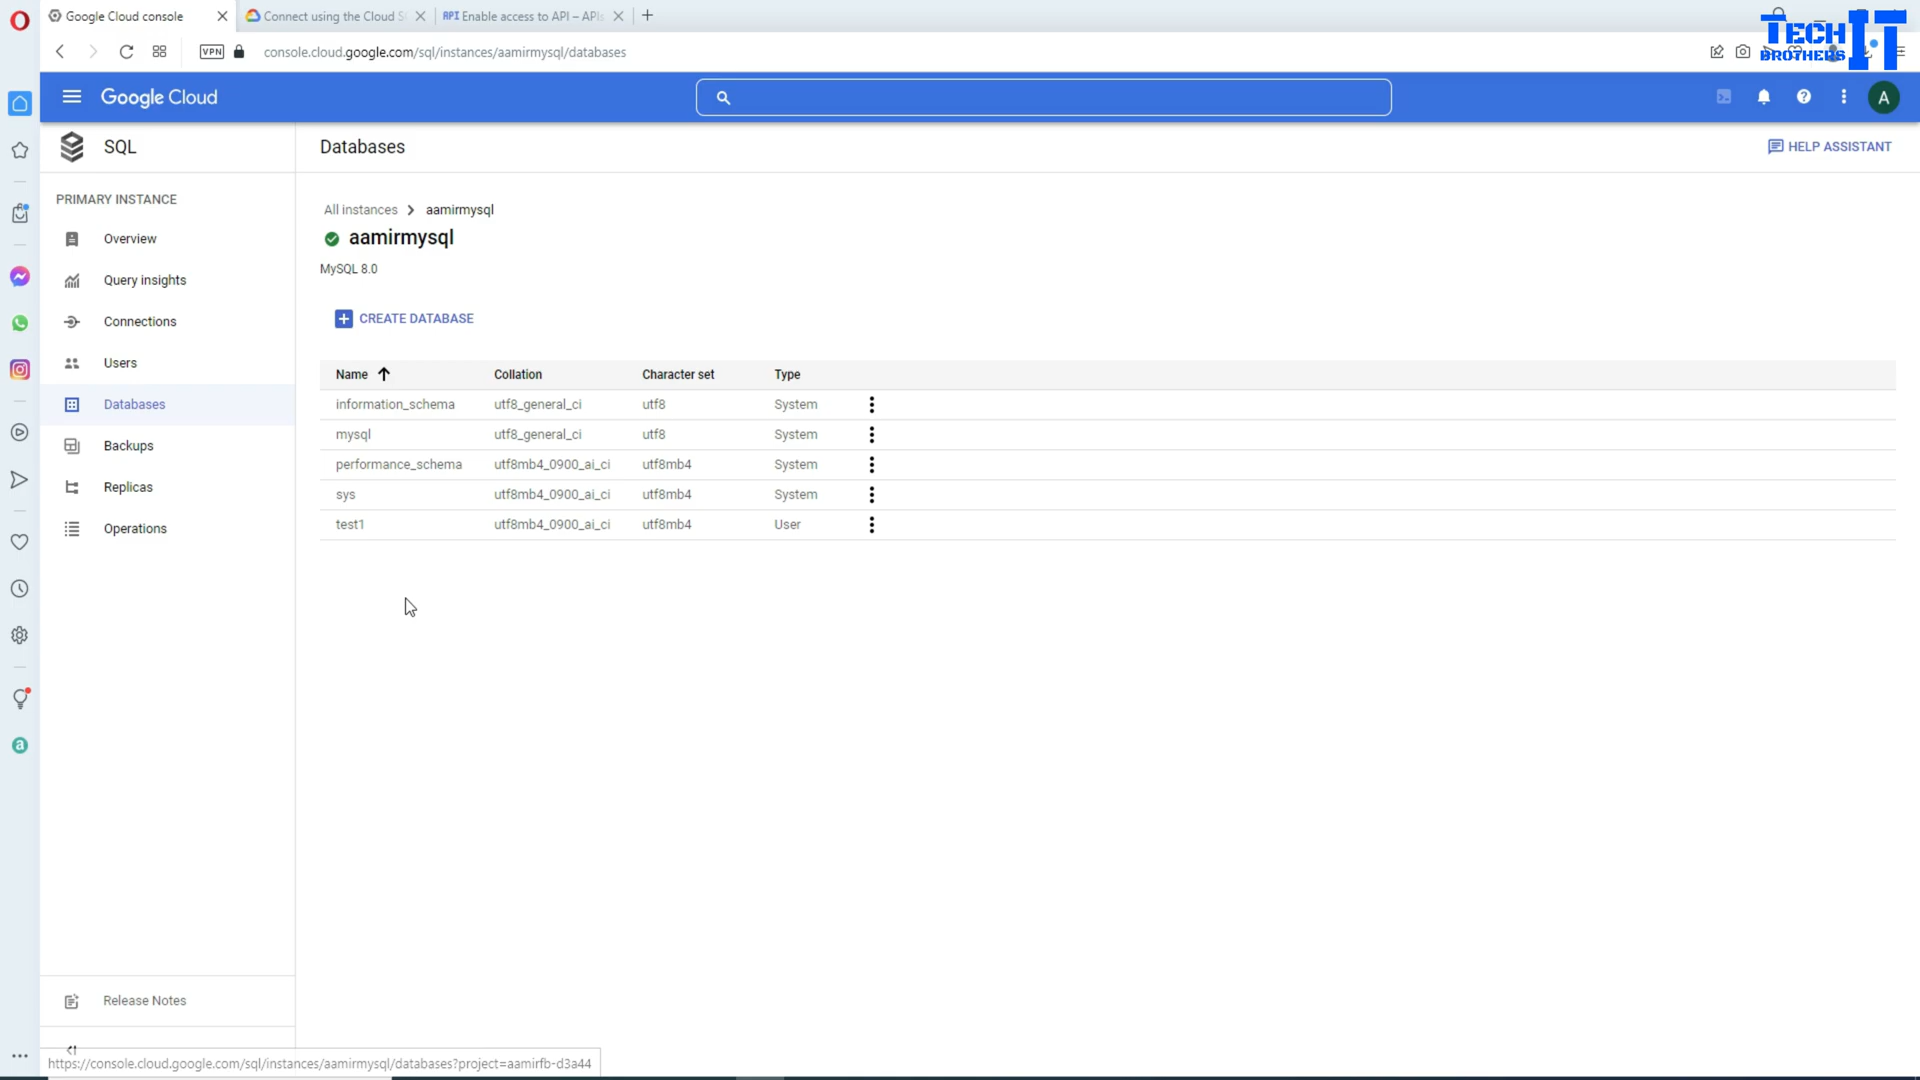 Google Cloud console
Connect using the Cloud S
API Enable access to API – APIs
TECH IT
BROTHERS
VPN
console.cloud.google.com/sql/instances/aamirmysql/databases
Google Cloud
A
SQL
Databases
HELP ASSISTANT
PRIMARY INSTANCE
Overview
Query insights
Connections
Users
Databases
Backups
Replicas
Operations
All instances
aamirmysql
aamirmysql
MySQL 8.0
CREATE DATABASE
Name Collation Character set Type
information_schema utf8_general_ci utf8 System
mysql utf8_general_ci utf8 System
performance_schema utf8mb4_0900_ai_ci utf8mb4 System
sys utf8mb4_0900_ai_ci utf8mb4 System
test1 utf8mb4_0900_ai_ci utf8mb4 User
a
Release Notes
https://console.cloud.google.com/sql/instances/aamirmysql/databases?project=aamirfb-d3a44